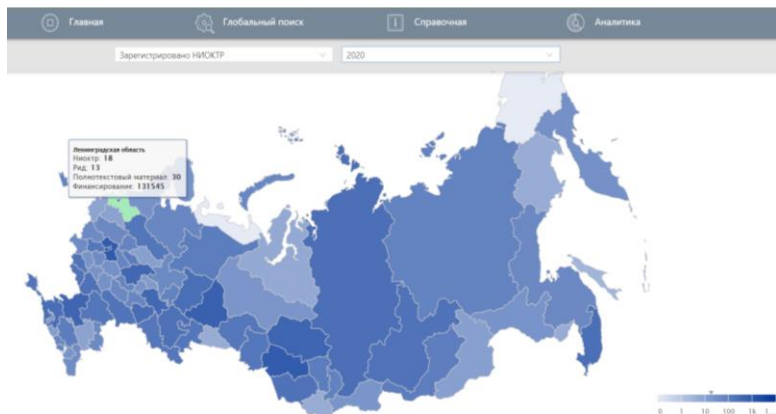 Главная
Глобальный поиск
Справочная
Аналитика
Зарегистрировано НИОКТР
2020
Ленинградская область
Ниоктр: 18
Рид: 13
Полнотекстовый материал: 30
Финансирование: 131545
0 1 10 100 1k 1...